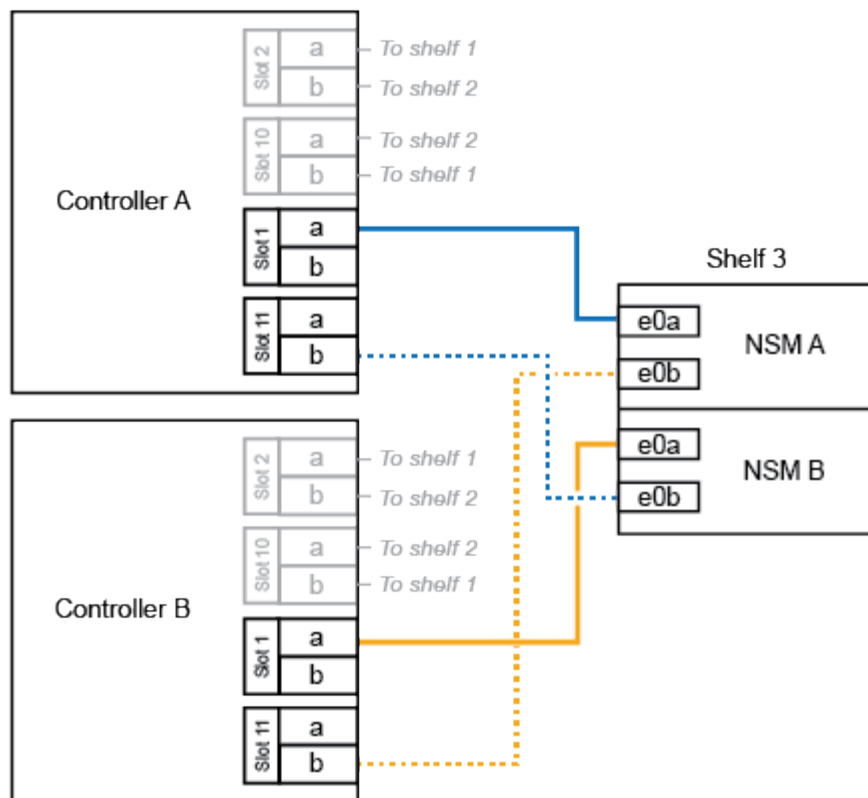 Slot 2
a
To shelf 1
b
To shelf 2
Slot 10
a
To shelf 2
b
To shelf 1
Controller A
Slot 1
a
b
Slot 11
a
b
Shelf 3
e0a
NSM A
e0b
e0a
NSM B
e0b
Slot 2
a
To shelf 1
b
To shelf 2
Slot 10
a
To shelf 2
b
To shelf 1
Controller B
Slot 1
a
b
Slot 11
a
b